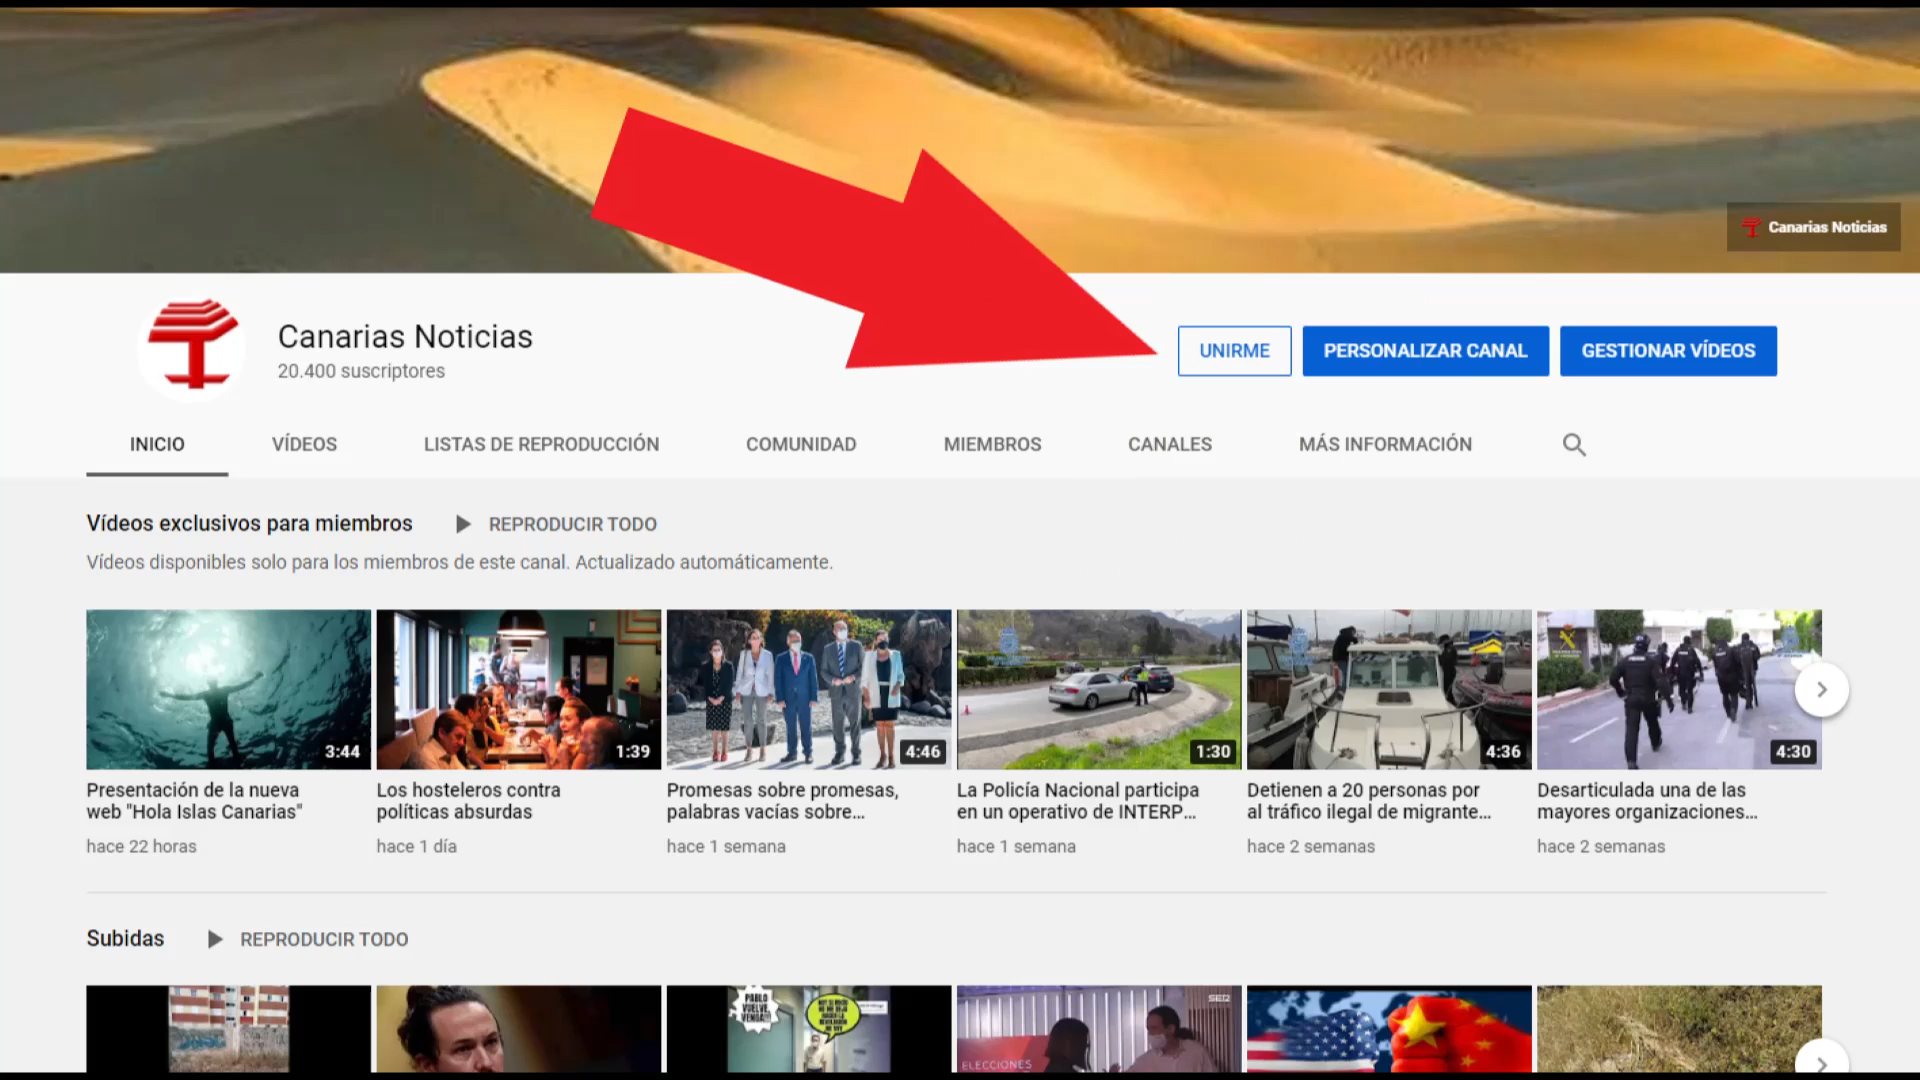 Canarias Noticias
Canarias Noticias
20.400 suscriptores
UNIRME
PERSONALIZAR CANAL
GESTIONAR VÍDEOS
INICIO
VÍDEOS
LISTAS DE REPRODUCCIÓN
COMUNIDAD
MIEMBROS
CANALES
MÁS INFORMACIÓN
Vídeos exclusivos para miembros
REPRODUCIR TODO
Vídeos disponibles solo para los miembros de este canal. Actualizado automáticamente.
3:44
1:39
4:46
1:30
4:36
4:30
Presentación de la nueva
web "Hola Islas Canarias"
hace 22 horas
Los hosteleros contra
políticas absurdas
hace 1 día
Promesas sobre promesas,
palabras vacías sobre...
hace 1 semana
La Policía Nacional participa
en un operativo de INTERP...
hace 1 semana
Detienen a 20 personas por
al tráfico ilegal de migrante...
hace 2 semanas
Desarticulada una de las
mayores organizaciones...
hace 2 semanas
Subidas
REPRODUCIR TODO
PABLO
VUELVE,
VENGA!!!
SER
ELECCIONES